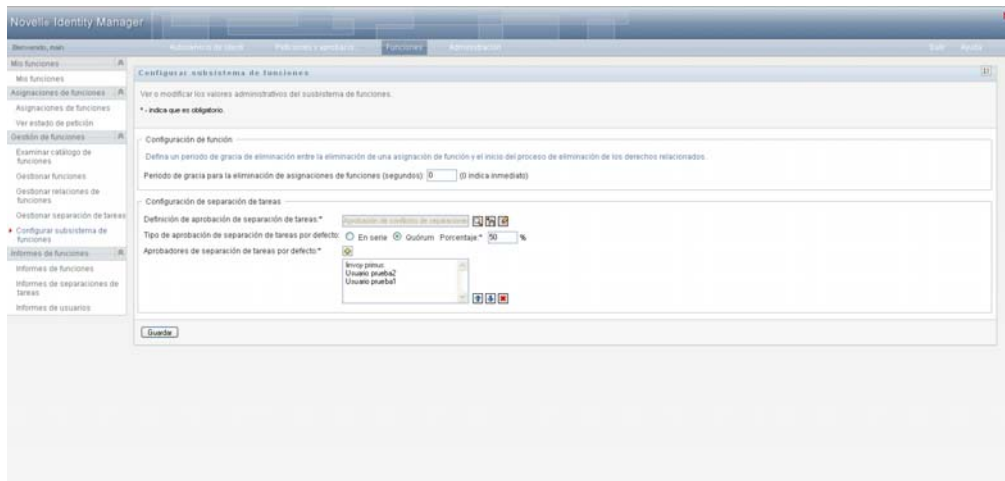 Novell® Identity Manager
Bienvenido,
Funciones
Administración
Salir Ayuda
Mis funciones
Mis funciones
Asignaciones de funciones
Asignaciones de funciones
Ver estado de petición
Gestión de funciones
Examinar catálogo de
funciones
Gestionar funciones
Gestionar relaciones de
funciones
Gestionar separación de tareas
Configurar subsistema de
funciones
Informes de funciones
Informes de funciones
Informes de separaciones de
tareas
Informes de usuarios
Configurar subsistema de funciones
Ver o modificar los valores administrativos del susbistema de funciones.
* - indica que es obligatorio.
Configuración de función
Defina un periodo de gracia de eliminación entre la eliminación de una asignación de función y el inicio del proceso de eliminación de los derechos relacionados.
Periodo de gracia para la eliminación de asignaciones de funciones (segundos): 0 (0 indica inmediato)
Configuración de separación de tareas
Definición de aprobación de separación de tareas:* Aprobación de conflictos de separaciones
Tipo de aprobación de separación de tareas por defecto: En serie Quórum Porcentaje:* 50 %
Aprobadores de separación de tareas por defecto:*
Usuario prueba2
Usuario prueba1
Guardar